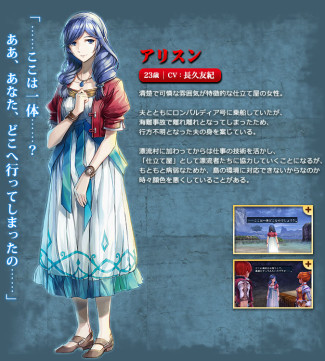 「……ここは一体……？
ああ、あなた、どこへ行ってしまったの……」
アリスン
23歳 | CV：長久友紀
清楚で可憐な雰囲気が特徴的な仕立て屋の女性。
夫とともにロンバルディア号に乗船していたが、
海難事故で離れ離れとなってしまったため、
行方不明となった夫の身を案じている。
漂流村に加わってからは仕事の技術を活かし、
「仕立て屋」として漂流者たちに協力していくことになるが、
もともと病弱なためか、島の環境に対応できないからなのか
時々顔色を悪くしていることがある。